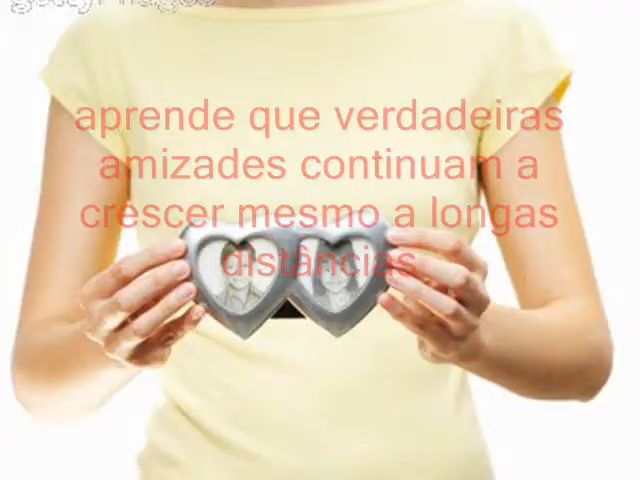 aprende que verdadeiras
amizades continuam a
crescer mesmo a longas
distâncias